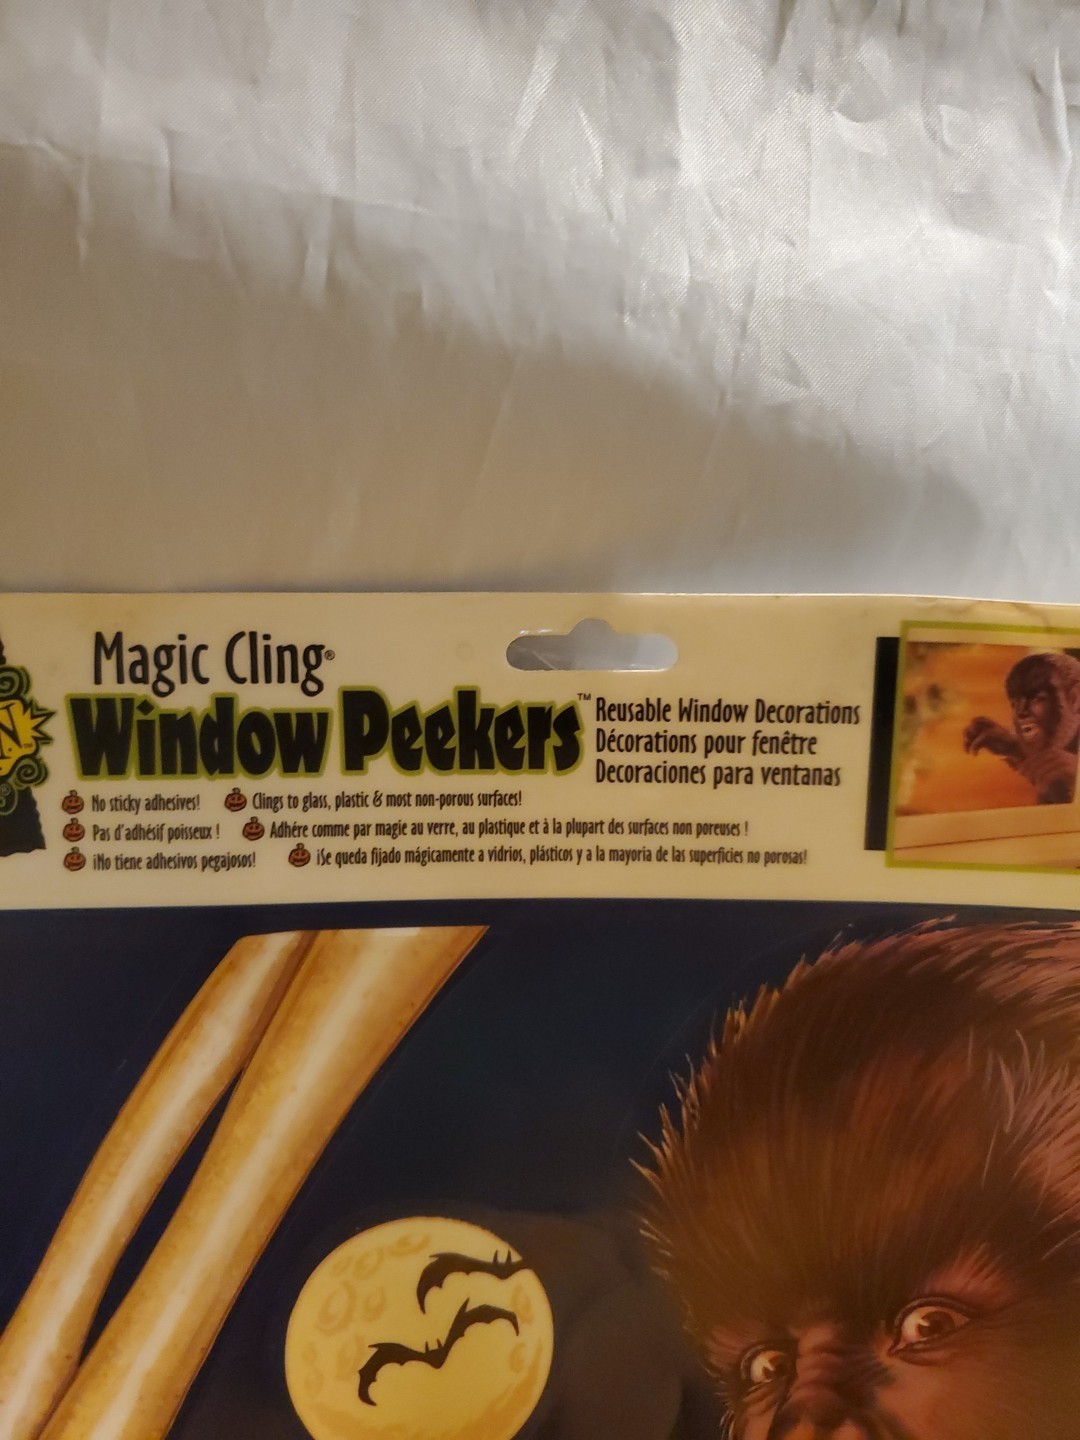 Magic Cling®
Window Peekers™
Reusable Window Decorations
Décorations pour fenêtre
Decoraciones para ventanas
No sticky adhesives! Clings to glass, plastic & most non-porous surfaces!
Pas d'adhésif poisseux ! Adhére comme par magie au verre, au plastique et à la plupart des surfaces non poreuses !
¡No tiene adhesivos pegajosos! ¡Se queda fijado mágicamente a vidrios, plásticos y a la mayoria de las superficies no porosas!